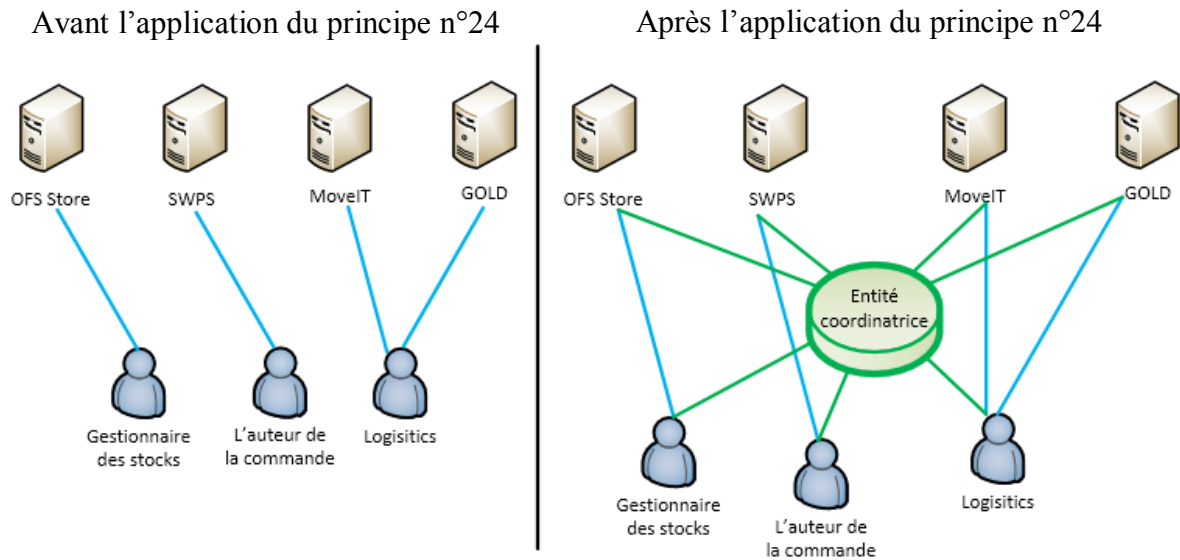 Avant l'application du principe n°24
OFS Store
SWPS
MoveIT
GOLD
Gestionnaire
des stocks
L'auteur de
la commande
Logisitics
Après l'application du principe n°24
OFS Store
SWPS
MoveIT
GOLD
Entité
coordinatrice
Gestionnaire
des stocks
L'auteur de
la commande
Logisitics